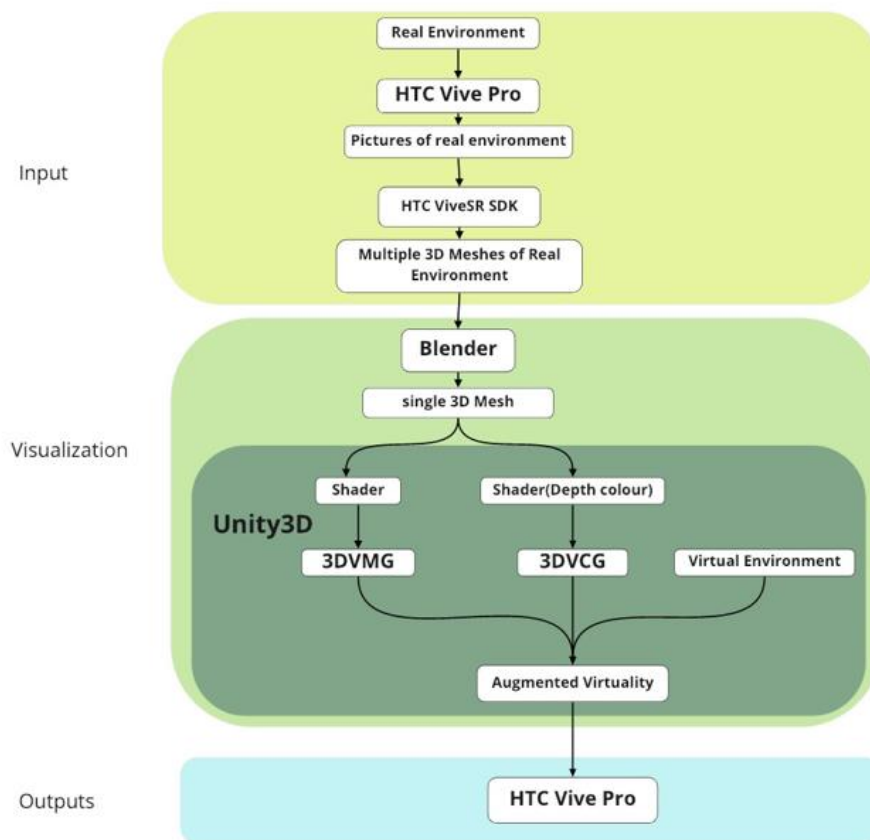 Real Environment
HTC Vive Pro
Pictures of real environment
Input
HTC ViveSR SDK
Multiple 3D Meshes of Real
Environment
Blender
single 3D Mesh
Visualization
Shader
Shader(Depth colour)
Unity3D
3DVMG
3DVCG
Virtual Environment
Augmented Virtuality
Outputs
HTC Vive Pro